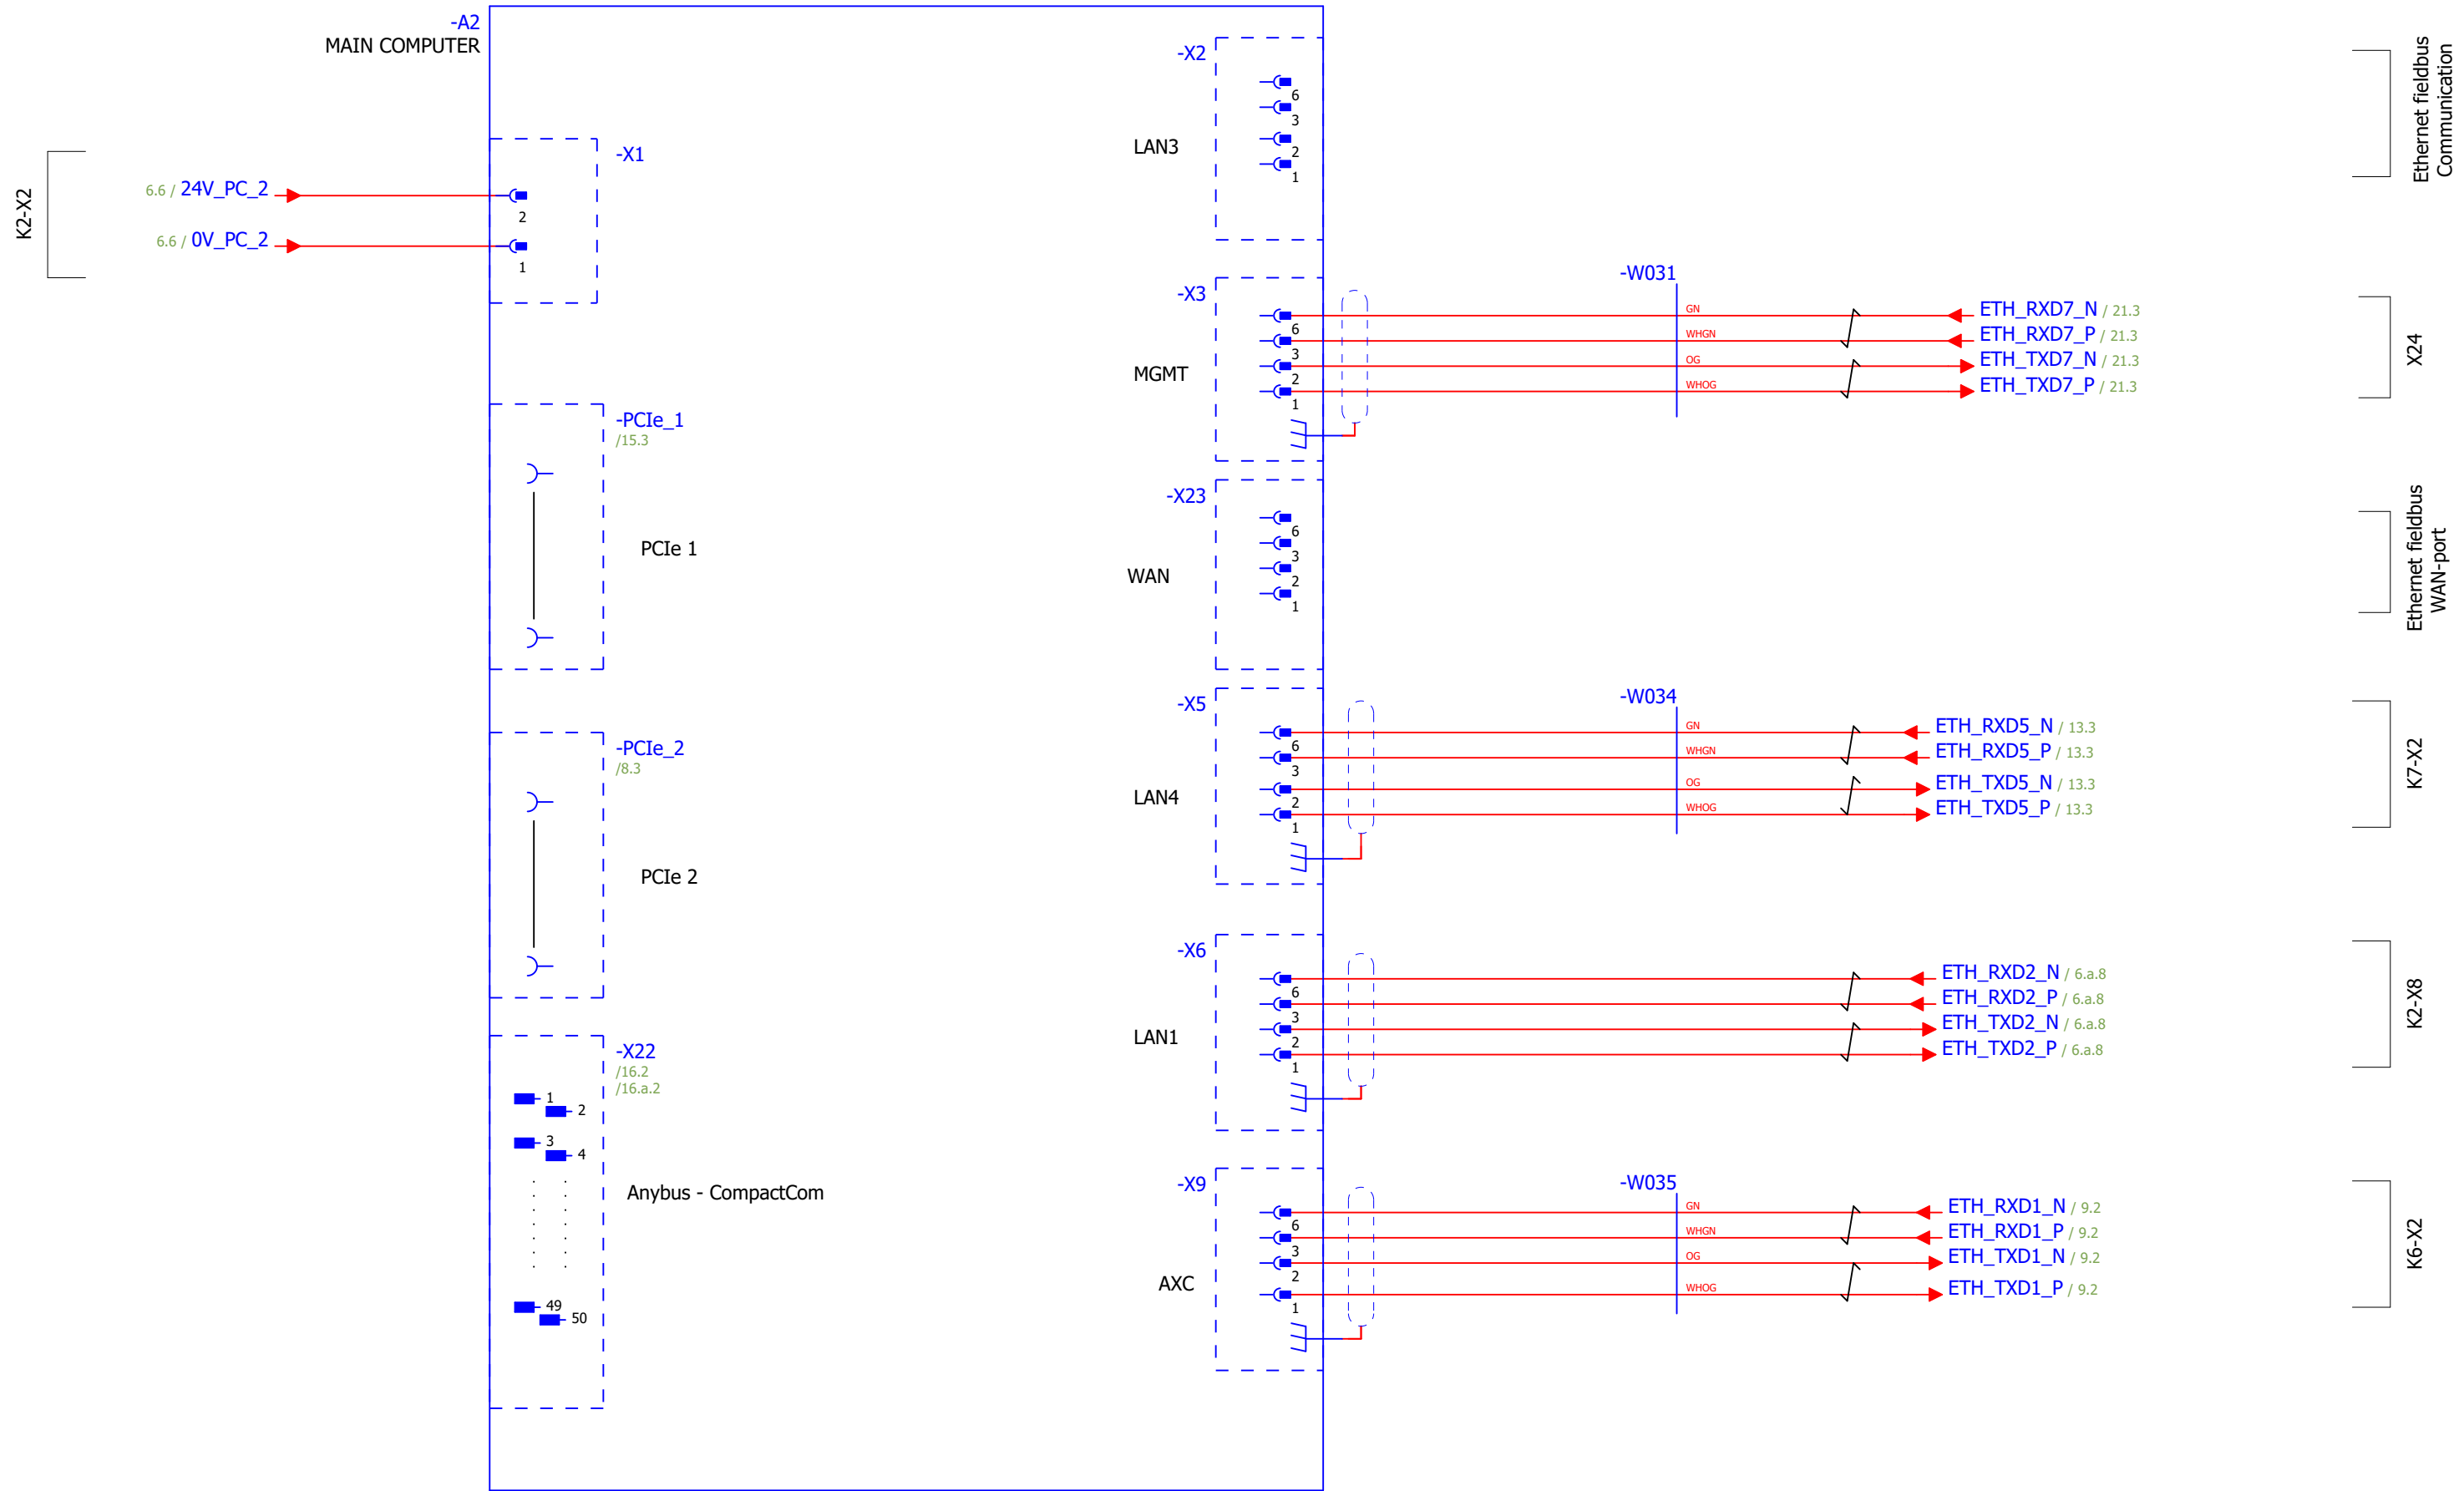 -A2
MAIN COMPUTER
K2-X2
6.6 / 24V_PC_2
6.6 / 0V_PC_2
-X1
2
1
-PCIe_1
/15.3
PCIe 1
-PCIe_2
/8.3
PCIe 2
-X22
/16.2
/16.a.2
1
2
3
4
49
50
Anybus - CompactCom
-X2
LAN3
6
3
2
1
Ethernet fieldbus
Communication
-X3
MGMT
6
3
2
1
-W031
GN
WHGN
OG
WHOG
ETH_RXD7_N / 21.3
ETH_RXD7_P / 21.3
ETH_TXD7_N / 21.3
ETH_TXD7_P / 21.3
X24
-X23
WAN
6
3
2
1
Ethernet fieldbus
WAN-port
-X5
LAN4
6
3
2
1
-W034
GN
WHGN
OG
WHOG
ETH_RXD5_N / 13.3
ETH_RXD5_P / 13.3
ETH_TXD5_N / 13.3
ETH_TXD5_P / 13.3
K7-X2
-X6
LAN1
6
3
2
1
ETH_RXD2_N / 6.a.8
ETH_RXD2_P / 6.a.8
ETH_TXD2_N / 6.a.8
ETH_TXD2_P / 6.a.8
K2-X8
-X9
AXC
6
3
2
1
-W035
GN
WHGN
OG
WHOG
ETH_RXD1_N / 9.2
ETH_RXD1_P / 9.2
ETH_TXD1_N / 9.2
ETH_TXD1_P / 9.2
K6-X2